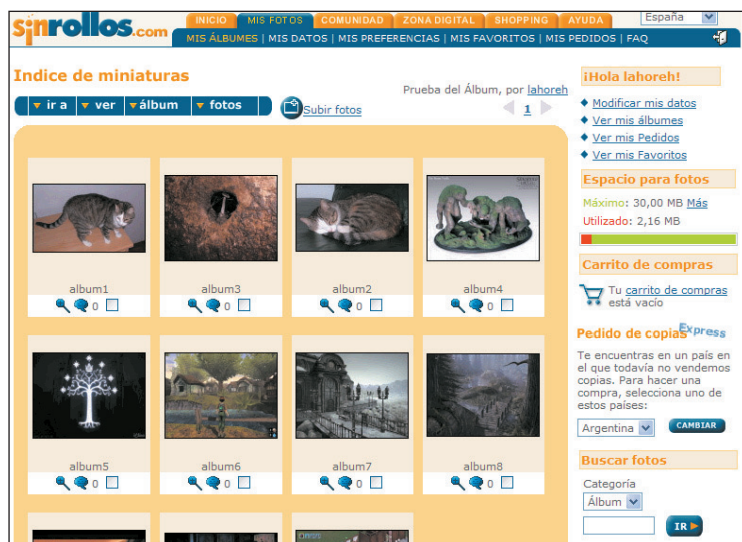 sinrollos.com
INICIO MIS FOTOS COMUNIDAD ZONA DIGITAL SHOPPING AYUDA España
MIS ÁLBUMES | MIS DATOS | MIS PREFERENCIAS | MIS FAVORITOS | MIS PEDIDOS | FAQ
Indice de miniaturas
Prueba del Álbum, por lahoreh
ir a ver álbum fotos Subir fotos 1
album1 album3 album2 album4
0 0 0 0
album5 album6 album7 album8
0 0 0 0
¡Hola lahoreh!
Modificar mis datos
Ver mis álbumes
Ver mis Pedidos
Ver mis Favoritos
Espacio para fotos
Máximo: 30,00 MB Más
Utilizado: 2,16 MB
Carrito de compras
Tu carrito de compras
está vacío
Pedido de copias Express
Te encuentras en un país en
el que todavía no vendemos
copias. Para hacer una
compra, selecciona uno de
estos países:
Argentina CAMBIAR
Buscar fotos
Categoría
Álbum
IR